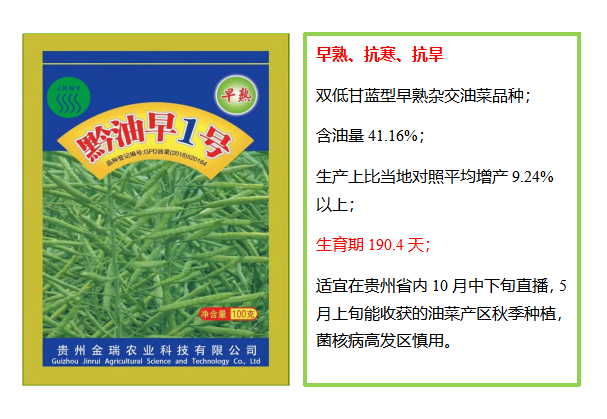 JRNY
早熟
黔油早1号
品种登记编号:GPD油菜(2018)520164
净含量 100克
贵州金瑞农业科技有限公司
Guizhou Jinrui Agricultural Science and Technology Co., Ltd
早熟、抗寒、抗旱
双低甘蓝型早熟杂交油菜品种；
含油量 41.16%；
生产上比当地对照平均增产 9.24%
以上；
生育期 190.4 天；
适宜在贵州省内 10 月中下旬直播，5
月上旬能收获的油菜产区秋季种植，
菌核病高发区慎用。